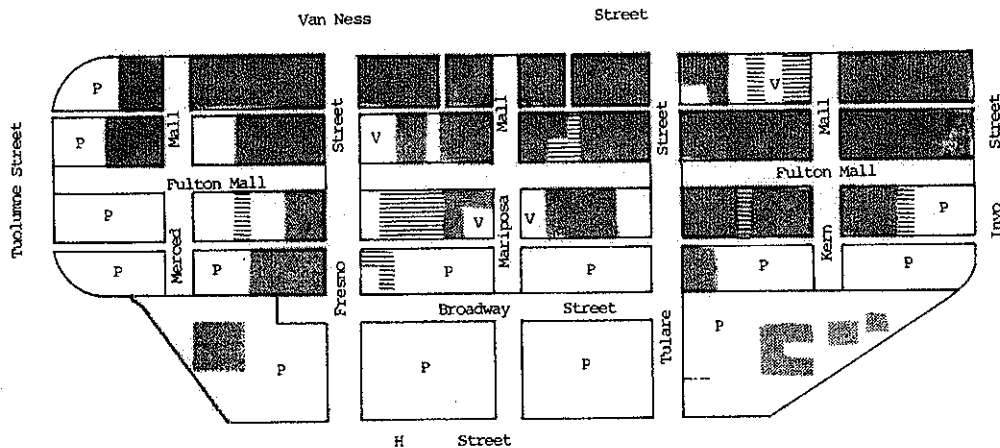 Van Ness Street
P
V
Tuolumne Street
Mall
Street
Mall
Street
Mall
Street
P
V
Fulton Mall
Fulton Mall
P
V
V
P
Merced
Fresno
Mariposa
Tulare
Kern
Inyo
P
P
P
P
P
P
Broadway Street
P
P
P
P
H Street